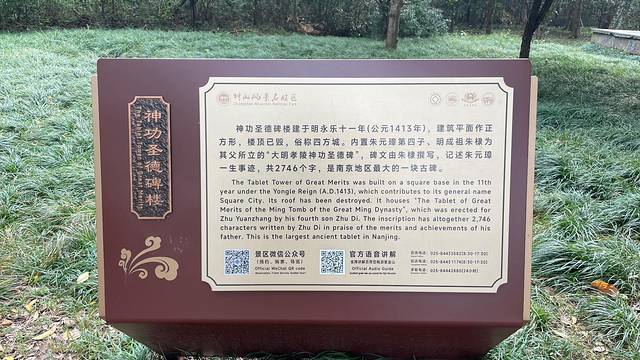 钟山风景名胜区
神功圣德碑楼
神功圣德碑楼建于明永乐十一年(公元1413年)，建筑平面作正
方形，楼顶已毁，俗称四方城。内置朱元璋第四子、明成祖朱棣为
其父所立的“大明孝陵神功圣德碑”，碑文由朱棣撰写，记述朱元璋
一生事迹，共2746个字，是南京地区最大的一块古碑。
The Tablet Tower of Great Merits was built on a square base in the 11th
year under the Yongle Reign (A.D.1413), which contributes to its general name
Square City. Its roof has been destroyed. It houses "The Tablet of Great
Merits of the Ming Tomb of the Great Ming Dynasty", which was erected for
Zhu Yuanzhang by his fourth son Zhu Di. The inscription has altogether 2,746
characters written by Zhu Di in praise of the merits and achievements of his
father. This is the largest ancient tablet in Nanjing.
景区微信公众号
(预约、购票、导览)
Official WeChat QR code
官方语音讲解
Official Audio Guide